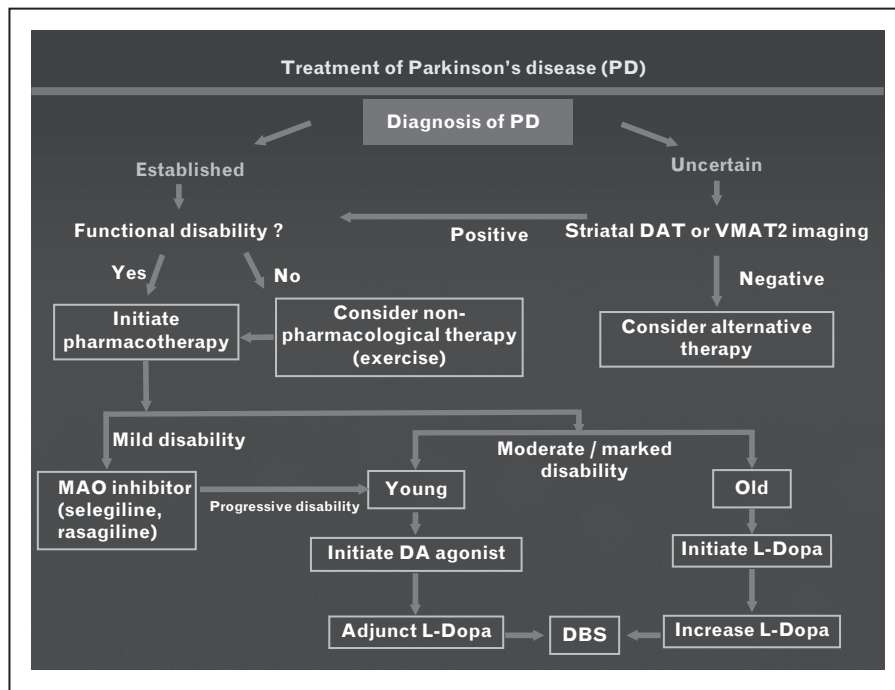 Treatment of Parkinson's disease (PD)
Diagnosis of PD
Established
Uncertain
Functional disability ?
Positive
Striatal DAT or VMAT2 imaging
Yes
No
Negative
Initiate
pharmacotherapy
Consider non-
pharmacological therapy
(exercise)
Consider alternative
therapy
Mild disability
Moderate / marked
disability
MAO inhibitor
(selegiline,
rasagiline)
Progressive disability
Young
Old
Initiate DA agonist
Initiate L-Dopa
Adjunct L-Dopa
DBS
Increase L-Dopa